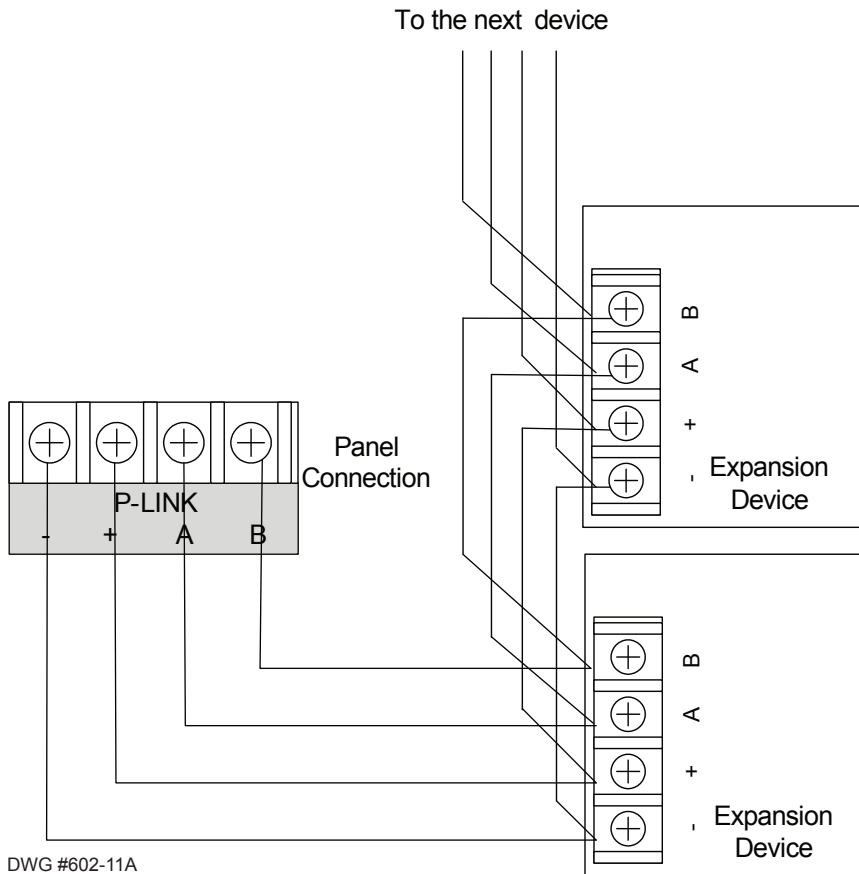 To the next device
B
A
+
-
Expansion
Device
Panel
Connection
P-LINK
- + A B
B
A
+
-
Expansion
Device
DWG #602-11A